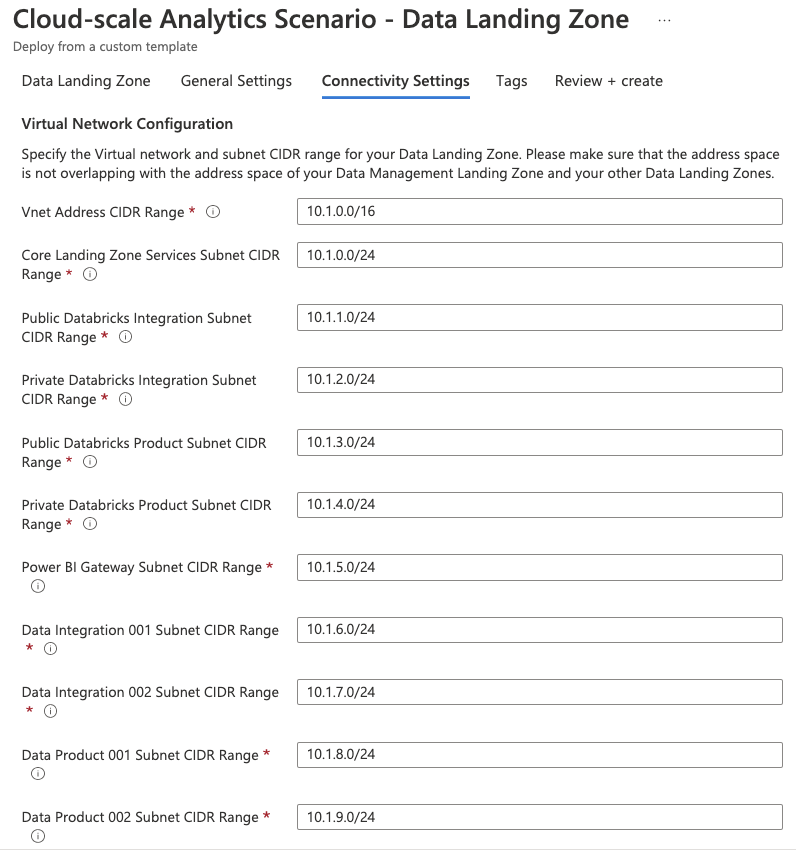 Cloud-scale Analytics Scenario - Data Landing Zone ...
Deploy from a custom template
Data Landing Zone General Settings Connectivity Settings Tags Review + create
Virtual Network Configuration
Specify the Virtual network and subnet CIDR range for your Data Landing Zone. Please make sure that the address space
is not overlapping with the address space of your Data Management Landing Zone and your other Data Landing Zones.
Vnet Address CIDR Range * 10.1.0.0/16
Core Landing Zone Services Subnet CIDR
Range * 10.1.0.0/24
Public Databricks Integration Subnet
CIDR Range * 10.1.1.0/24
Private Databricks Integration Subnet
CIDR Range * 10.1.2.0/24
Public Databricks Product Subnet CIDR
Range * 10.1.3.0/24
Private Databricks Product Subnet CIDR
Range * 10.1.4.0/24
Power BI Gateway Subnet CIDR Range * 10.1.5.0/24
Data Integration 001 Subnet CIDR Range
* 10.1.6.0/24
Data Integration 002 Subnet CIDR Range
* 10.1.7.0/24
Data Product 001 Subnet CIDR Range * 10.1.8.0/24
Data Product 002 Subnet CIDR Range * 10.1.9.0/24